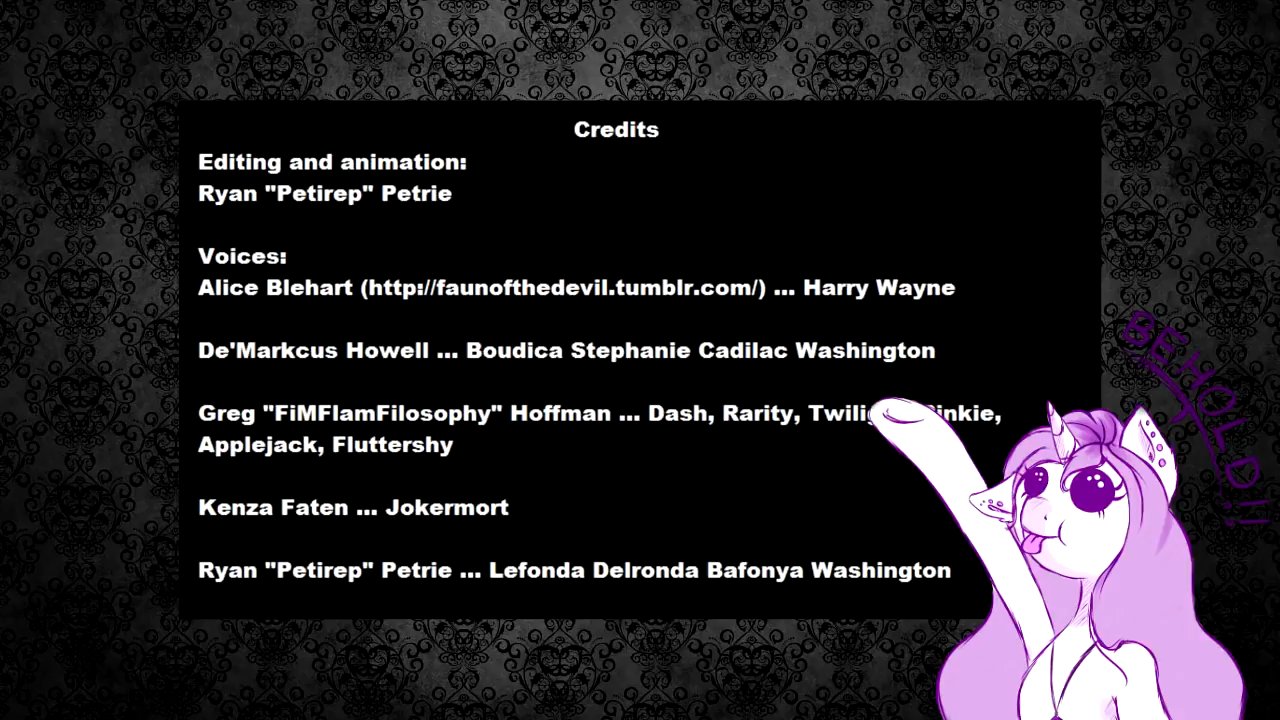 Credits
Editing and animation:
Ryan "Petirep" Petrie
Voices:
Alice Blehart (http://faunofthedevil.tumblr.com/) ... Harry Wayne
De'Markcus Howell ... Boudica Stephanie Cadilac Washington
Greg "FiMFlamFilosophy" Hoffman ... Dash, Rarity,
Applejack, Fluttershy
Kenza Faten ... Jokermort
Ryan "Petirep" Petrie ... Lefonda Delronda Bafonya Washington
BEHOLD!!